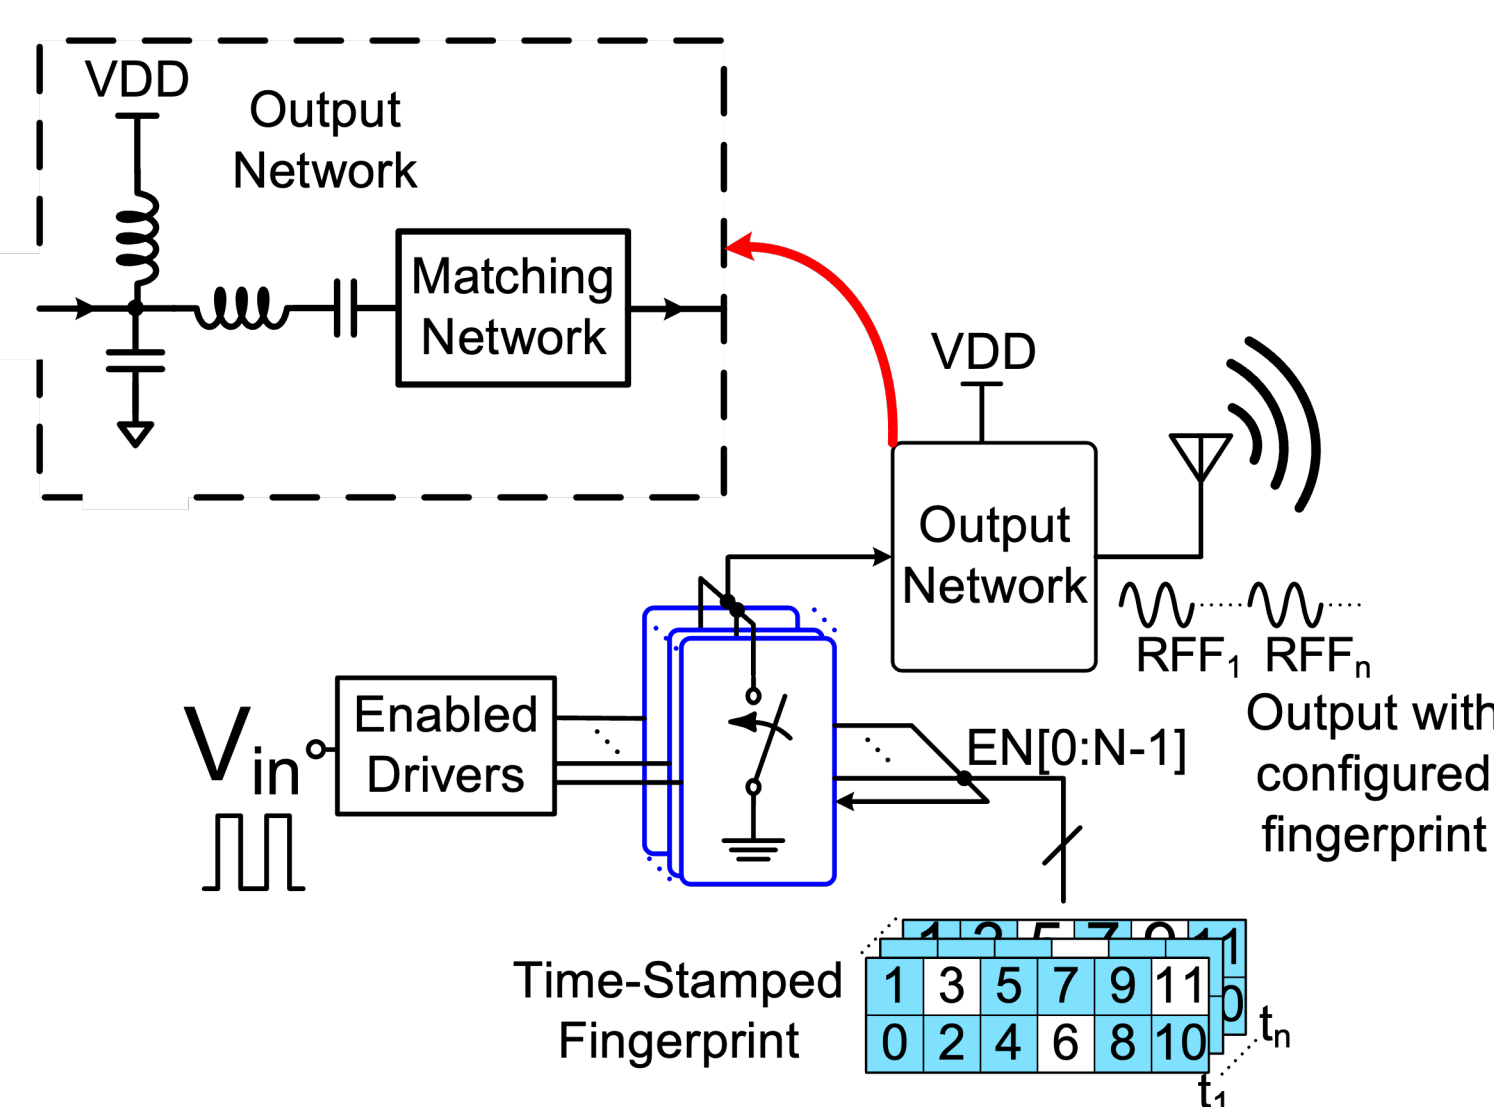 VDD
Output
Network
Matching
Network
VDD
Output
Network
RFF1 RFFn
Output with
configured
fingerprint
Enabled
Drivers
Vin
EN[0:N-1]
Time-Stamped
Fingerprint
1 3 5 7 9 11
0 2 4 6 8 10
0
tn
t1